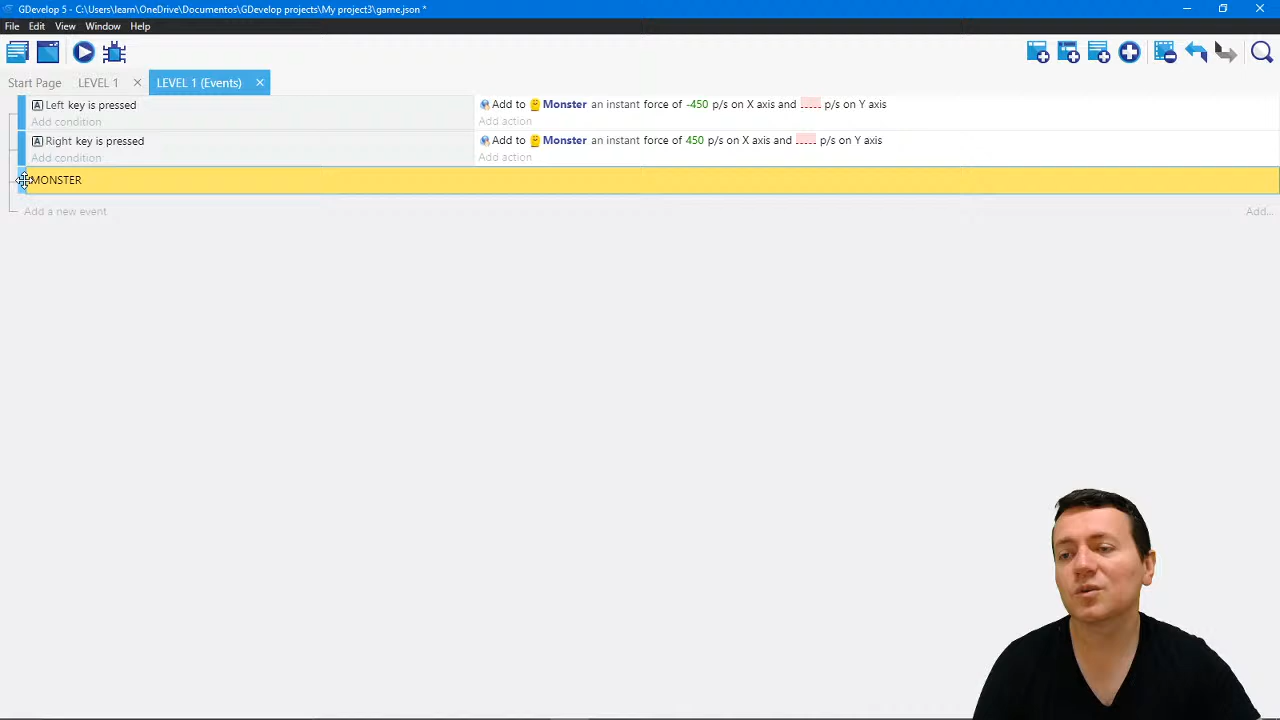 GDevelop 5 - C:\Users\learn\OneDrive\Documentos\GDevelop projects\My project3\game.json *
File Edit View Window Help
Start Page LEVEL 1 × LEVEL 1 (Events) ×
Left key is pressed Add to Monster an instant force of -450 p/s on X axis and p/s on Y axis
Add condition Add action
Right key is pressed Add to Monster an instant force of 450 p/s on X axis and p/s on Y axis
Add condition Add action
MONSTER
Add a new event Add...